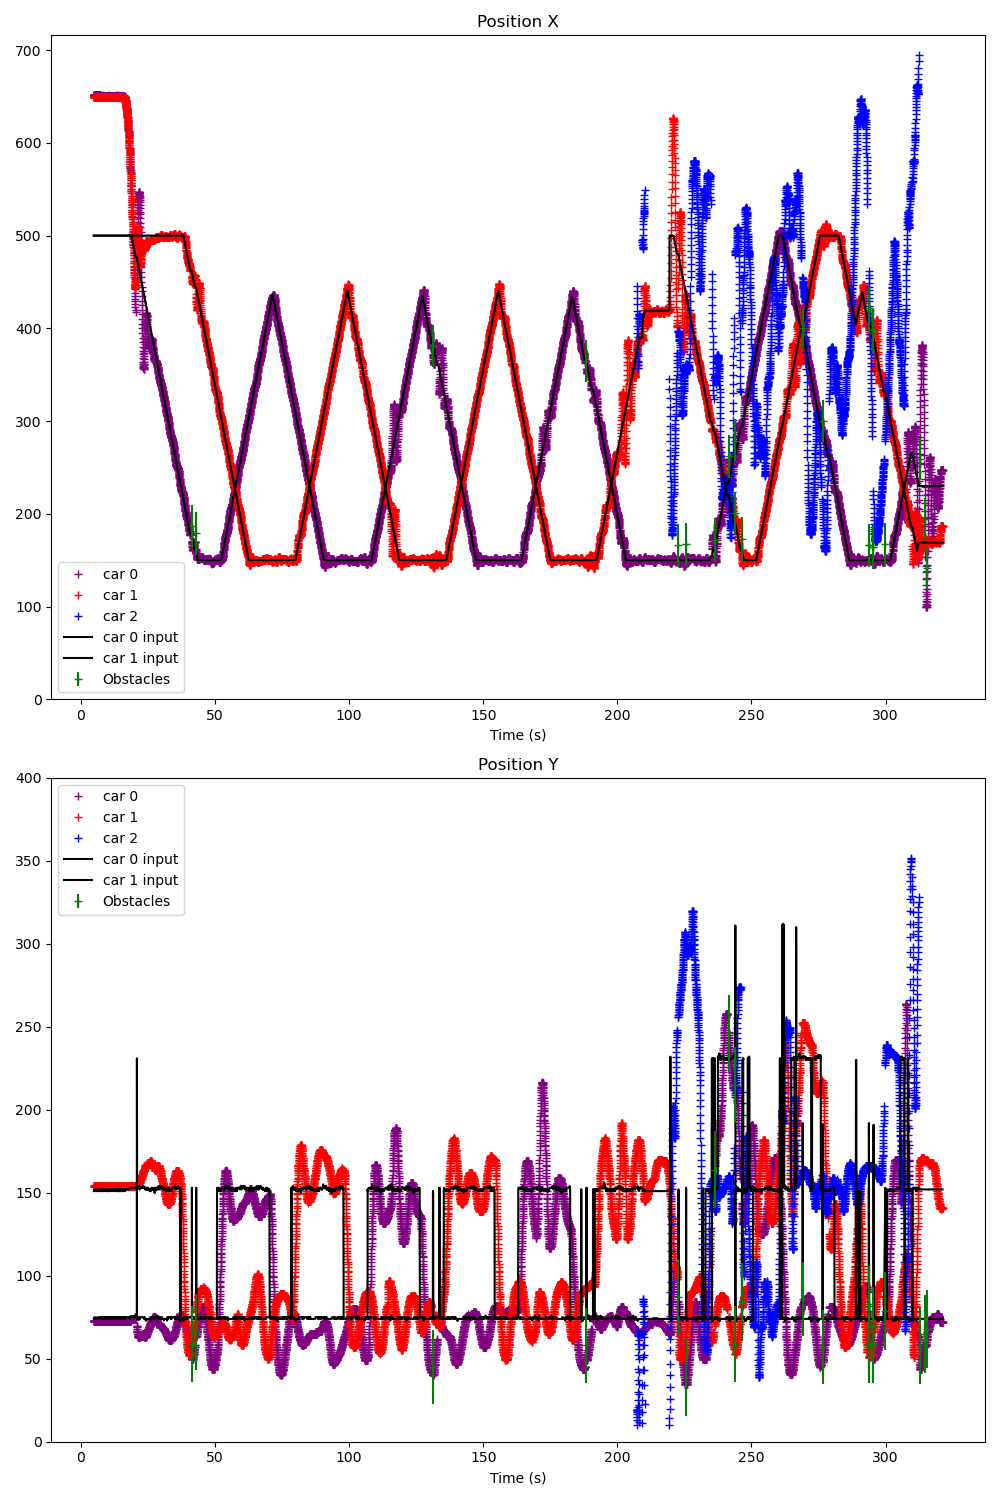 Position X
700
600
500
400
300
200
100
0
car 0
car 1
car 2
car 0 input
car 1 input
Obstacles
0 50 100 150 200 250 300
Time (s)
Position Y
400
350
300
250
200
150
100
50
0
car 0
car 1
car 2
car 0 input
car 1 input
Obstacles
0 50 100 150 200 250 300
Time (s)